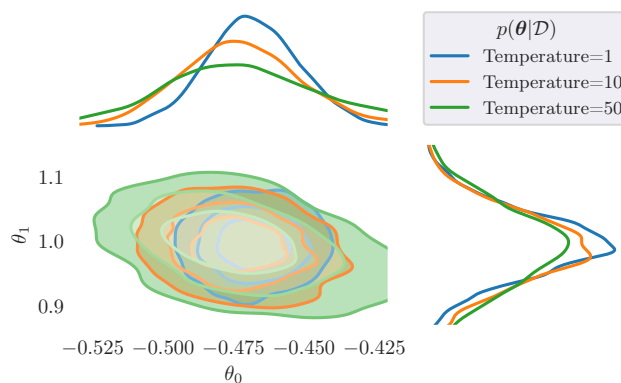 p(θ|𝒟)
Temperature=1
Temperature=10
Temperature=50
1.1
1.0
0.9
θ₁
−0.525 −0.500 −0.475 −0.450 −0.425
θ₀